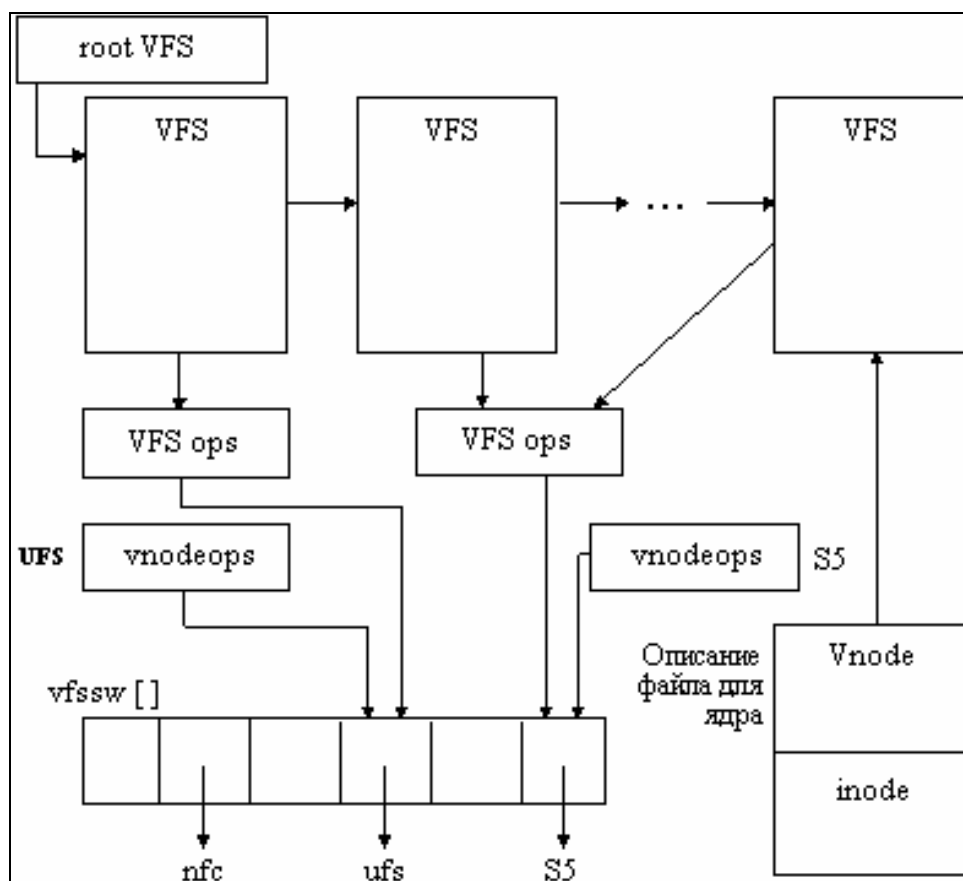 root VFS
VFS
VFS
...
VFS
VFS ops
VFS ops
UFS
vnodeops
vnodeops
S5
Описание
файла для
ядра
Vnode
vfssw [ ]
inode
nfc
ufs
S5